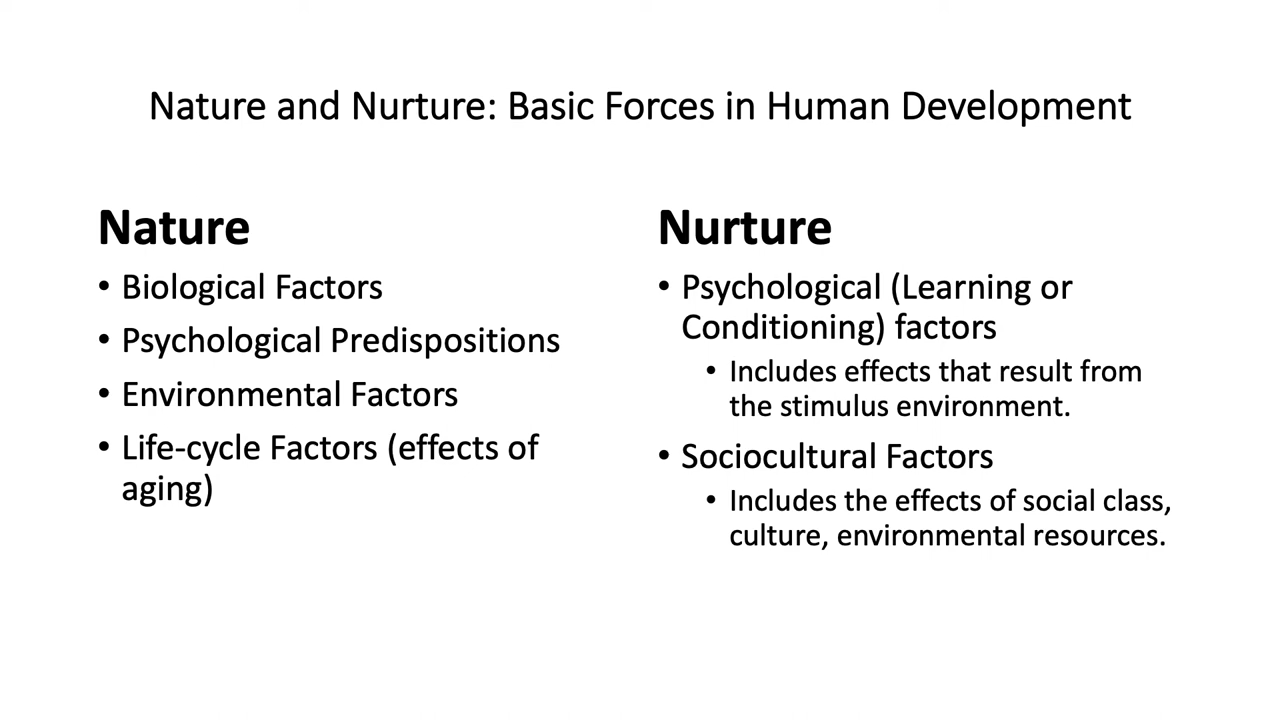 Nature and Nurture: Basic Forces in Human Development
Nature
• Biological Factors
• Psychological Predispositions
• Environmental Factors
• Life-cycle Factors (effects of
aging)
Nurture
• Psychological (Learning or
Conditioning) factors
• Includes effects that result from
the stimulus environment.
• Sociocultural Factors
• Includes the effects of social class,
culture, environmental resources.